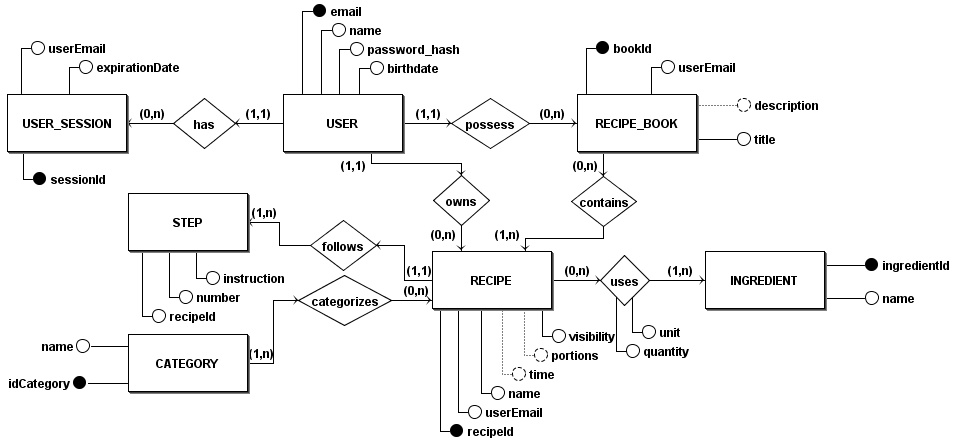 email
name
userEmail
password_hash
bookId
expirationDate
birthdate
userEmail
description
USER_SESSION
(0,n)
has
(1,1)
USER
(1,1)
possess
(0,n)
RECIPE_BOOK
title
(1,1)
(0,n)
sessionId
owns
contains
STEP
(1,n)
(0,n)
(1,n)
follows
(1,1)
instruction
number
recipeId
categorizes
(0,n)
RECIPE
(0,n)
uses
(1,n)
INGREDIENT
ingredientId
name
unit
quantity
visibility
portions
time
name
userEmail
recipeId
name
CATEGORY
(1,n)
idCategory